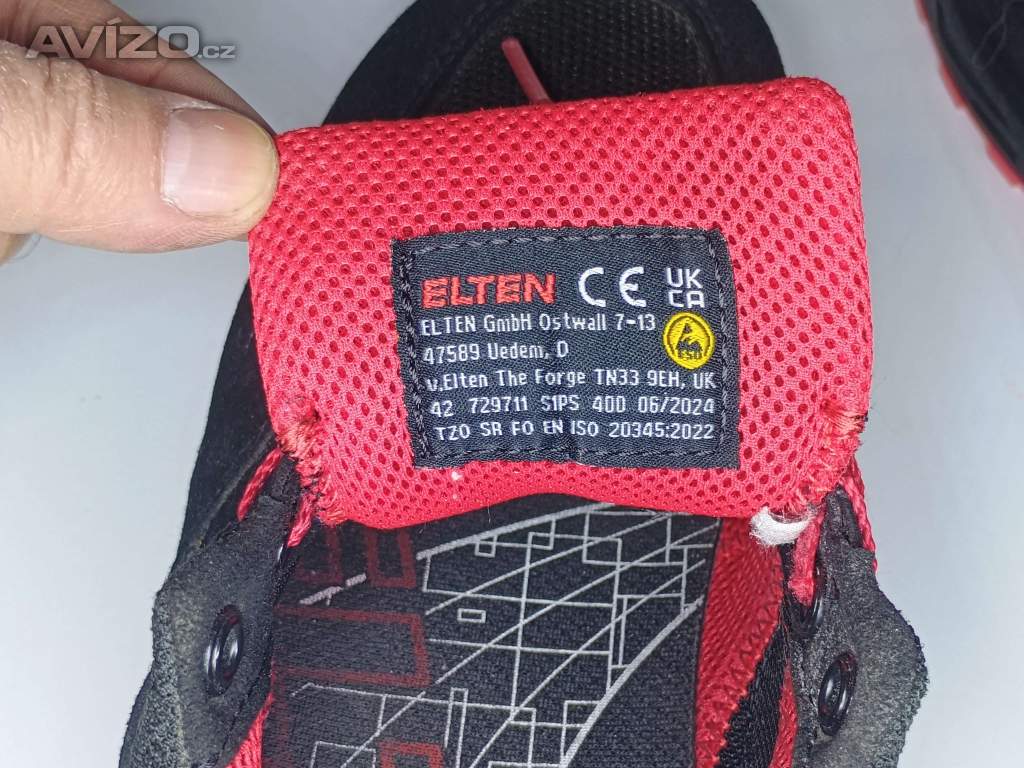 AVÍZO.cz
ELTEN CE UK CA
ELTEN GmbH Ostwall 7-13
47589 Uedem, D
ESD
v.Elten The Forge TN33 9EH, UK
42 729711 S1PS 400 06/2024
TZO SR FO EN ISO 20345:2022